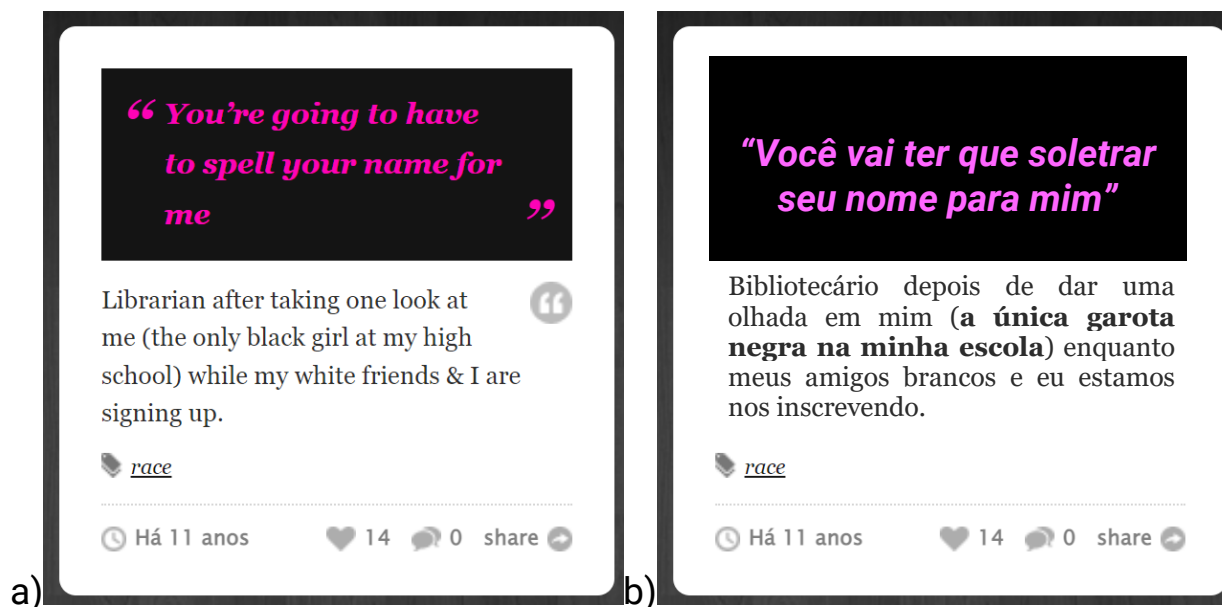 “ You’re going to have
to spell your name for
me ”
Librarian after taking one look at
me (the only black girl at my high
school) while my white friends & I are
signing up.
race
Há 11 anos 14 0 share
a)
“Você vai ter que soletrar
seu nome para mim”
Bibliotecário depois de dar uma
olhada em mim (a única garota
negra na minha escola) enquanto
meus amigos brancos e eu estamos
nos inscrevendo.
race
Há 11 anos 14 0 share
b)